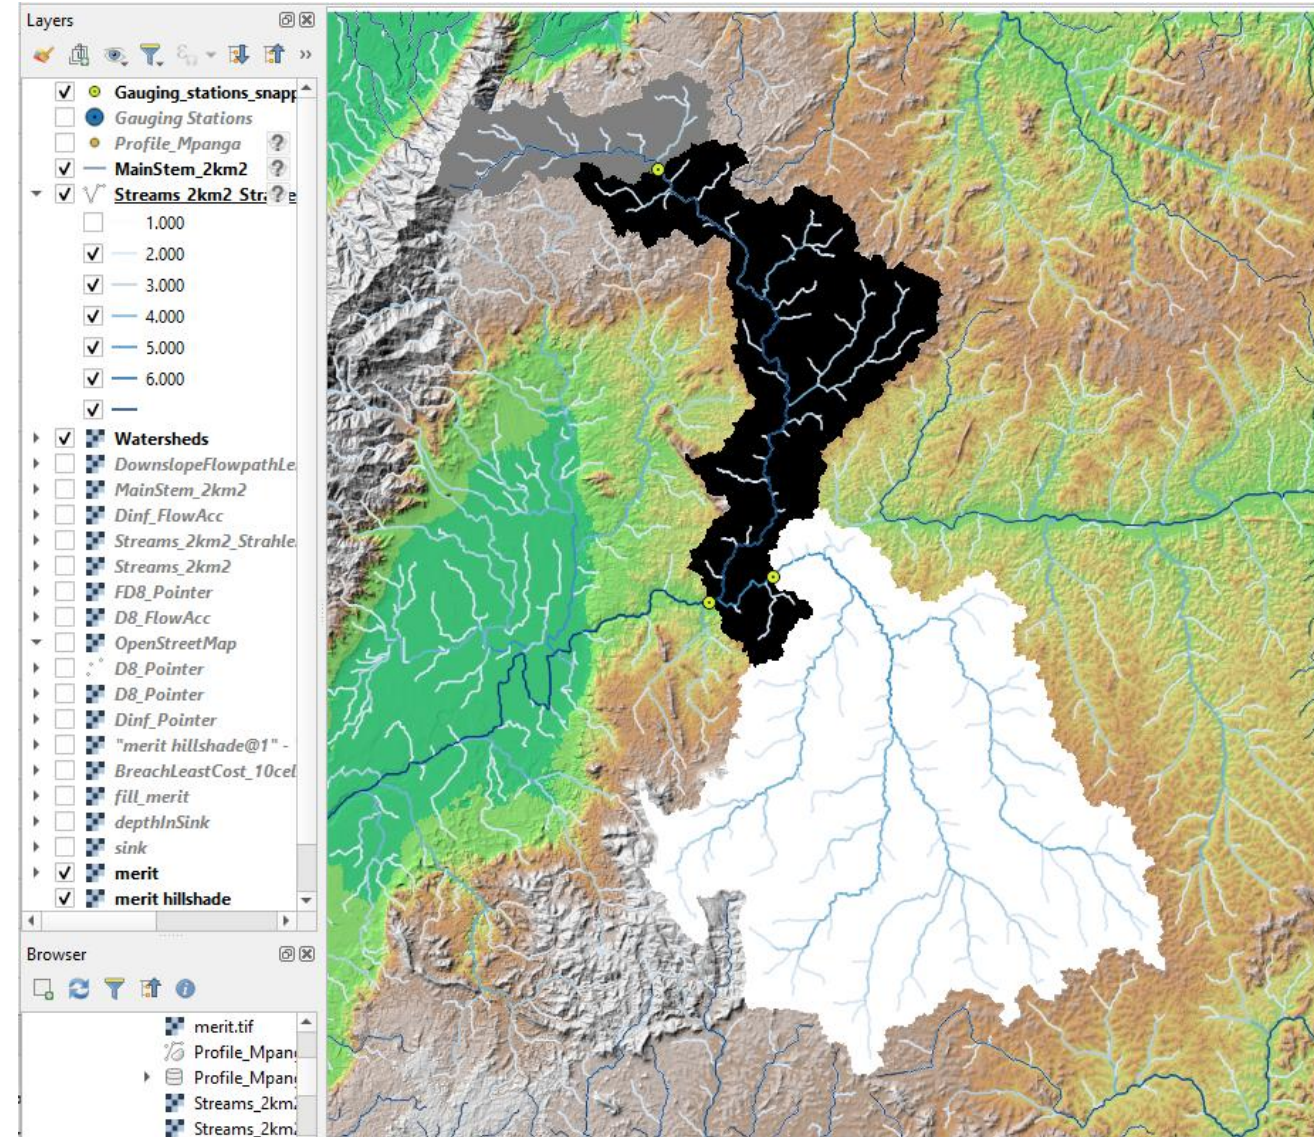 Layers
»
Gauging_stations_snapp
Gauging Stations
Profile_Mpanga ?
MainStem_2km2 ?
Streams_2km2_Stra ?
1.000
2.000
3.000
4.000
5.000
6.000
Watersheds
DownslopeFlowpathLe
MainStem_2km2
Dinf_FlowAcc
Streams_2km2_Strahle
Streams_2km2
FD8_Pointer
D8_FlowAcc
OpenStreetMap
D8_Pointer
D8_Pointer
Dinf_Pointer
"merit hillshade@1" -
BreachLeastCost_10cel
fill_merit
depthInSink
sink
merit
merit hillshade
Browser
merit.tif
Profile_Mpan
Profile_Mpan
Streams_2km
Streams_2km